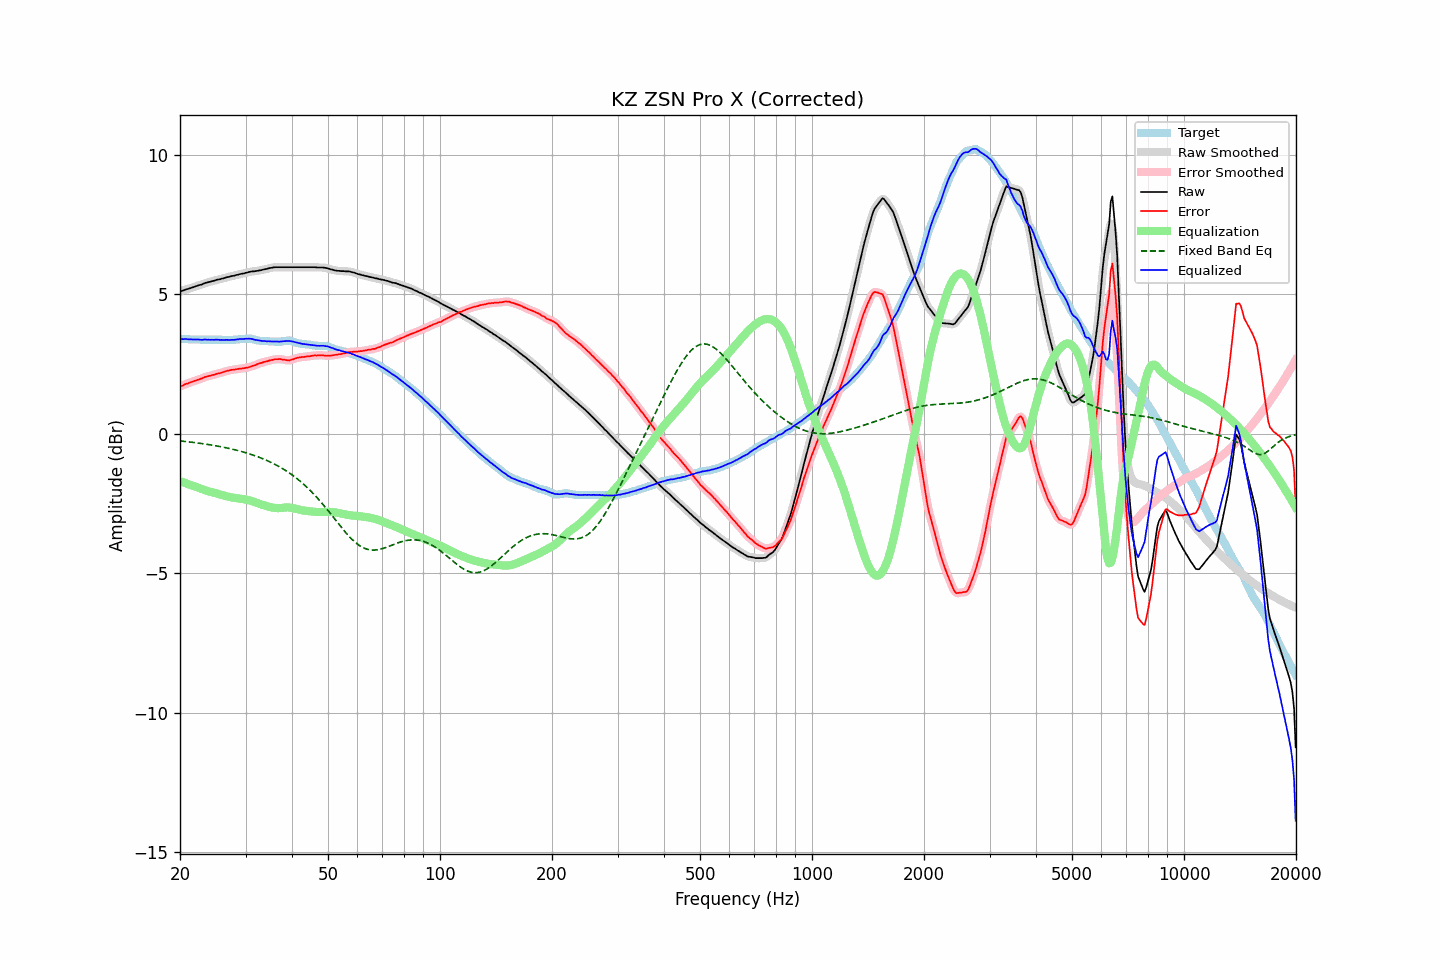 KZ ZSN Pro X (Corrected)
Target
Raw Smoothed
Error Smoothed
Raw
Error
Equalization
Fixed Band Eq
Equalized
Amplitude (dBr)
10
5
0
−5
−10
−15
20 50 100 200 500 1000 2000 5000 10000 20000
Frequency (Hz)